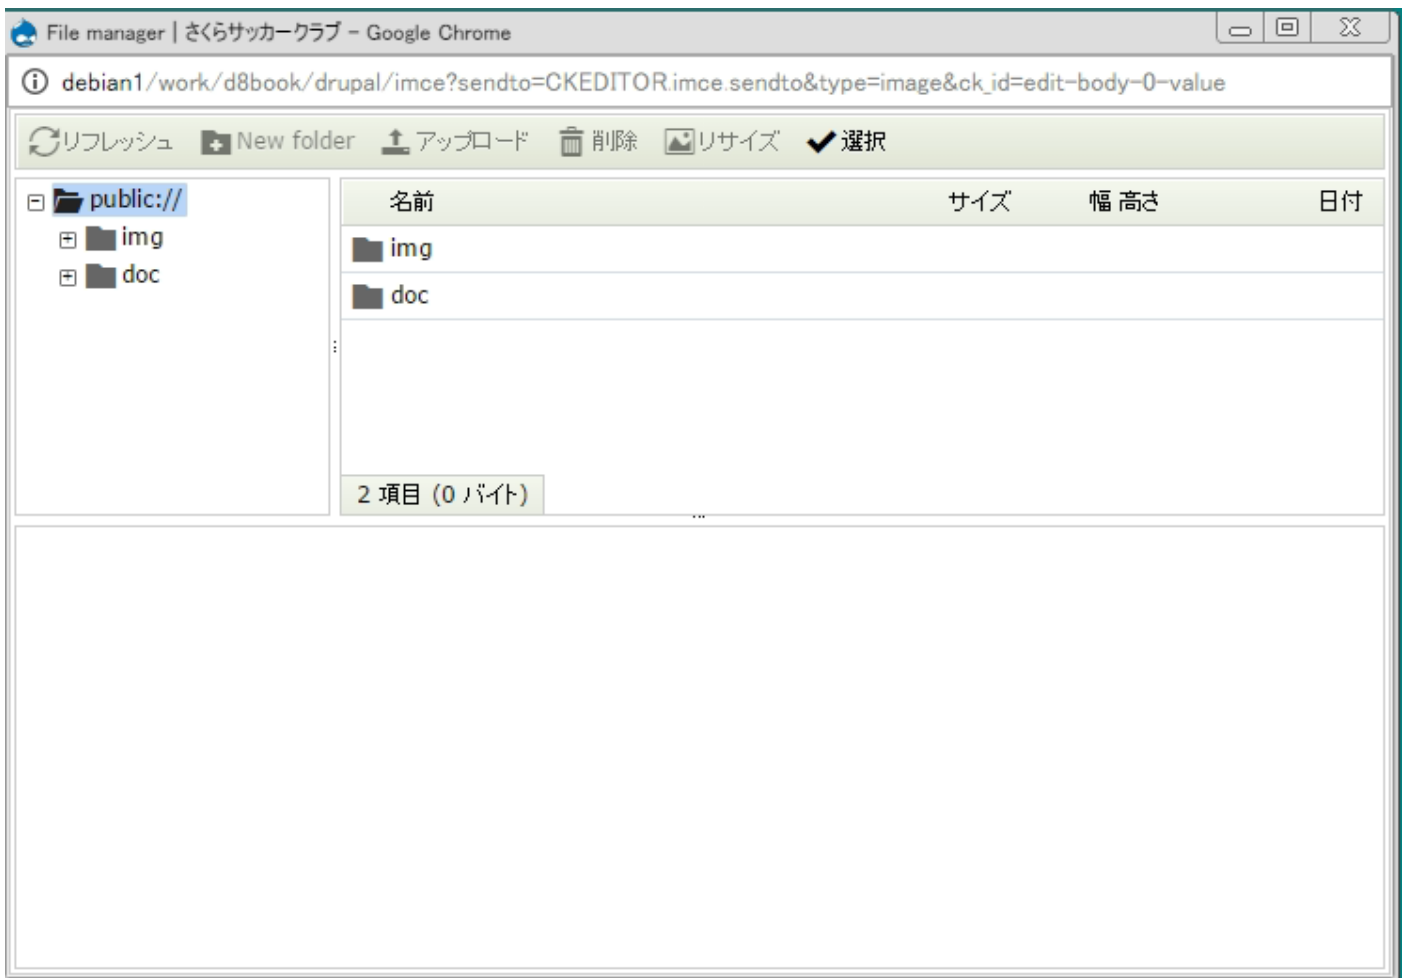 File manager | さくらサッカークラブ - Google Chrome
debian1/work/d8book/drupal/imce?sendto=CKEDITOR.imce.sendto&type=image&ck_id=edit-body-0-value
リフレッシュ New folder アップロード 削除 リサイズ 選択
public://
img
doc
名前 サイズ 幅 高さ 日付
img
doc
2 項目 (0 バイト)